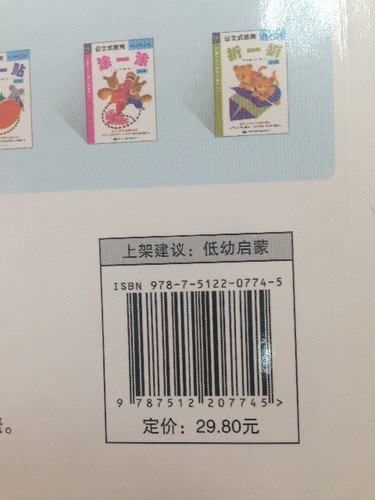 公文式教育
涂一涂
公文式教育
折一折
一贴
上架建议：低幼启蒙
ISBN 978-7-5122-0774-5
9 787512 207745 >
定价：29.80元
。